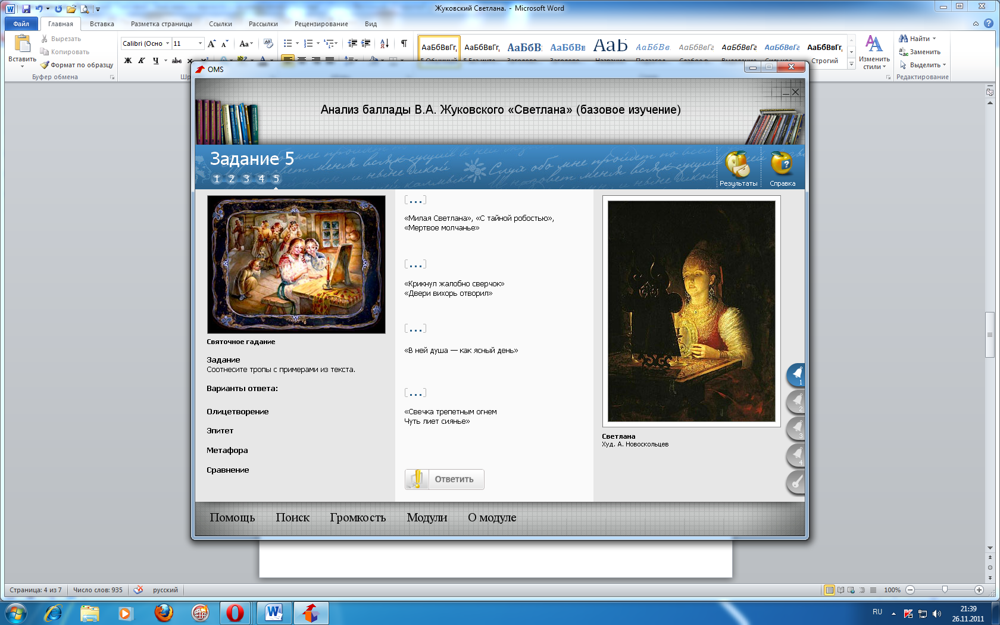 Жуковский Светлана. - Microsoft Word
Файл Главная Вставка Разметка страницы Ссылки Рассылки Рецензирование Вид
Вставить
Вырезать
Копировать
Формат по образцу
Буфер обмена
Calibri (Осно 11
Ж К Ч abc
АаБбВвГг, АаБбВвГг, АаБбВ АаБбВв АаБ АаБбВв. АаБбВвГг АаБбВвГг АаБбВвГг АаБбВвГг,
Строгий
Изменить стили
Найти
Заменить
Выделить
Редактирование
OMS
Анализ баллады В.А. Жуковского «Светлана» (базовое изучение)
Задание 5
1 2 3 4 5
Результаты
Справка
Святочное гадание
Задание
Соотнесите тропы с примерами из текста.
Варианты ответа:
Олицетворение
Эпитет
Метафора
Сравнение
[...]
«Милая Светлана», «С тайной робостью»,
«Мертвое молчанье»
[...]
«Крикнул жалобно сверчок»
«Двери вихорь отворил»
[...]
«В ней душа — как ясный день»
[...]
«Свечка трепетным огнем
Чуть лиет сиянье»
Ответить
Светлана
Худ. А. Новоскольцев
1
2
3
4
Помощь Поиск Громкость Модули О модуле
Страница: 4 из 7 Число слов: 935 русский
100%
RU
21:39
26.11.2011